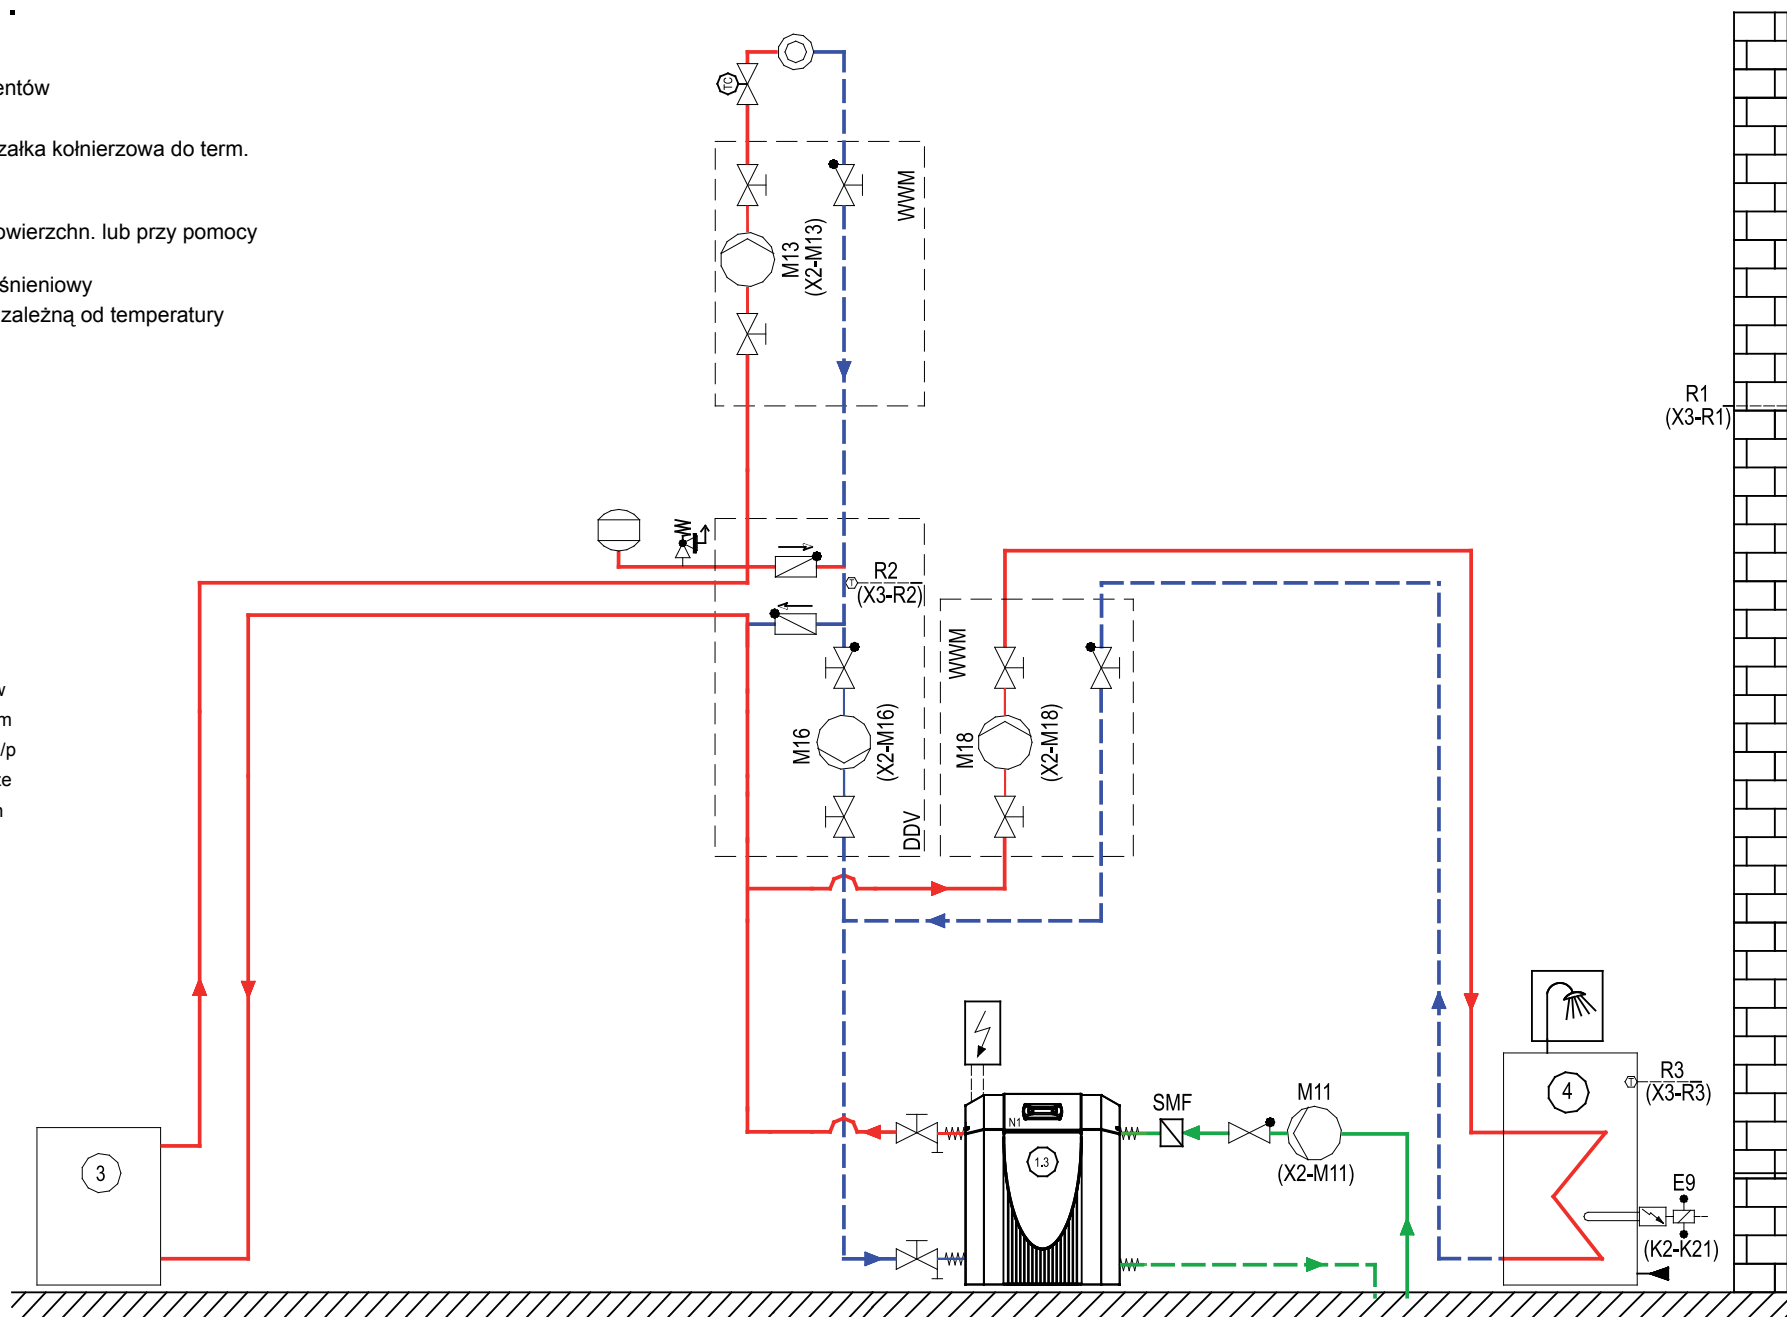 entów
załka kołnierzowa do term.
owierzchn. lub przy pomocy
śnieniowy
zależną od temperatury
w
m
/p
te
n
TC
WWM
M13
(X2-M13)
R1
(X3-R1)
R2
(X3-R2)
WWM
M16
(X2-M16)
M18
(X2-M18)
DDV
T
SMF
M11
(X2-M11)
N1
1.3
3
4
T
R3
(X3-R3)
E9
(K2-K21)